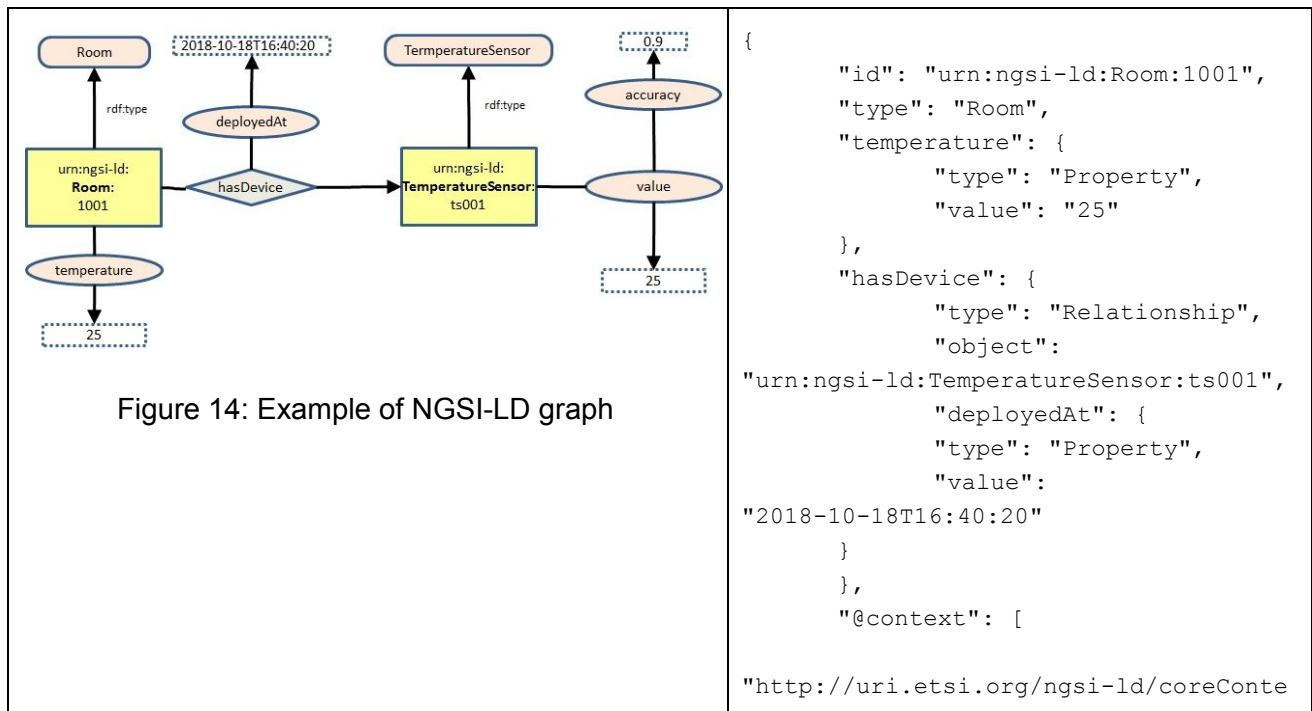 Room
2018-10-18T16:40:20
TermperatureSensor
0.9
rdf:type
deployedAt
rdf:type
accuracy
urn:ngsi-ld:
Room:
1001
hasDevice
urn:ngsi-ld:
TemperatureSensor:
ts001
value
temperature
25
25
Figure 14: Example of NGSI-LD graph
{
"id": "urn:ngsi-ld:Room:1001",
"type": "Room",
"temperature": {
"type": "Property",
"value": "25"
},
"hasDevice": {
"type": "Relationship",
"object":
"urn:ngsi-ld:TemperatureSensor:ts001",
"deployedAt": {
"type": "Property",
"value":
"2018-10-18T16:40:20"
}
},
"@context": [
"http://uri.etsi.org/ngsi-ld/coreConte